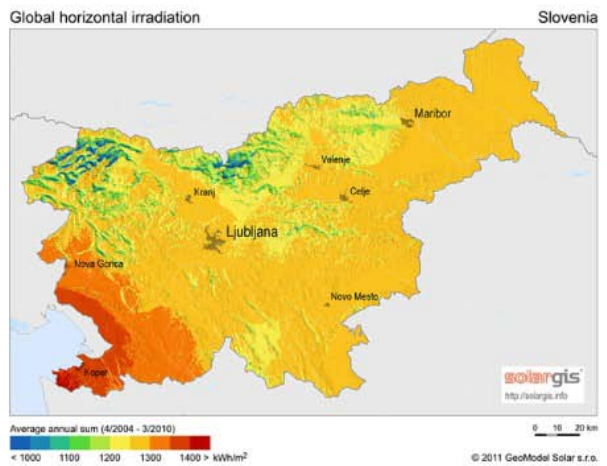 Global horizontal irradiation Slovenia
Maribor
Velenje
Celje
Kranj
Ljubljana
Nova Gorica
Novo Mesto
Koper
solargis
http://solargis.info
Average annual sum (4/2004 - 3/2010)
0 10 20 km
< 1000 1100 1200 1300 1400 > kWh/m²
© 2011 GeoModel Solar s.r.o.